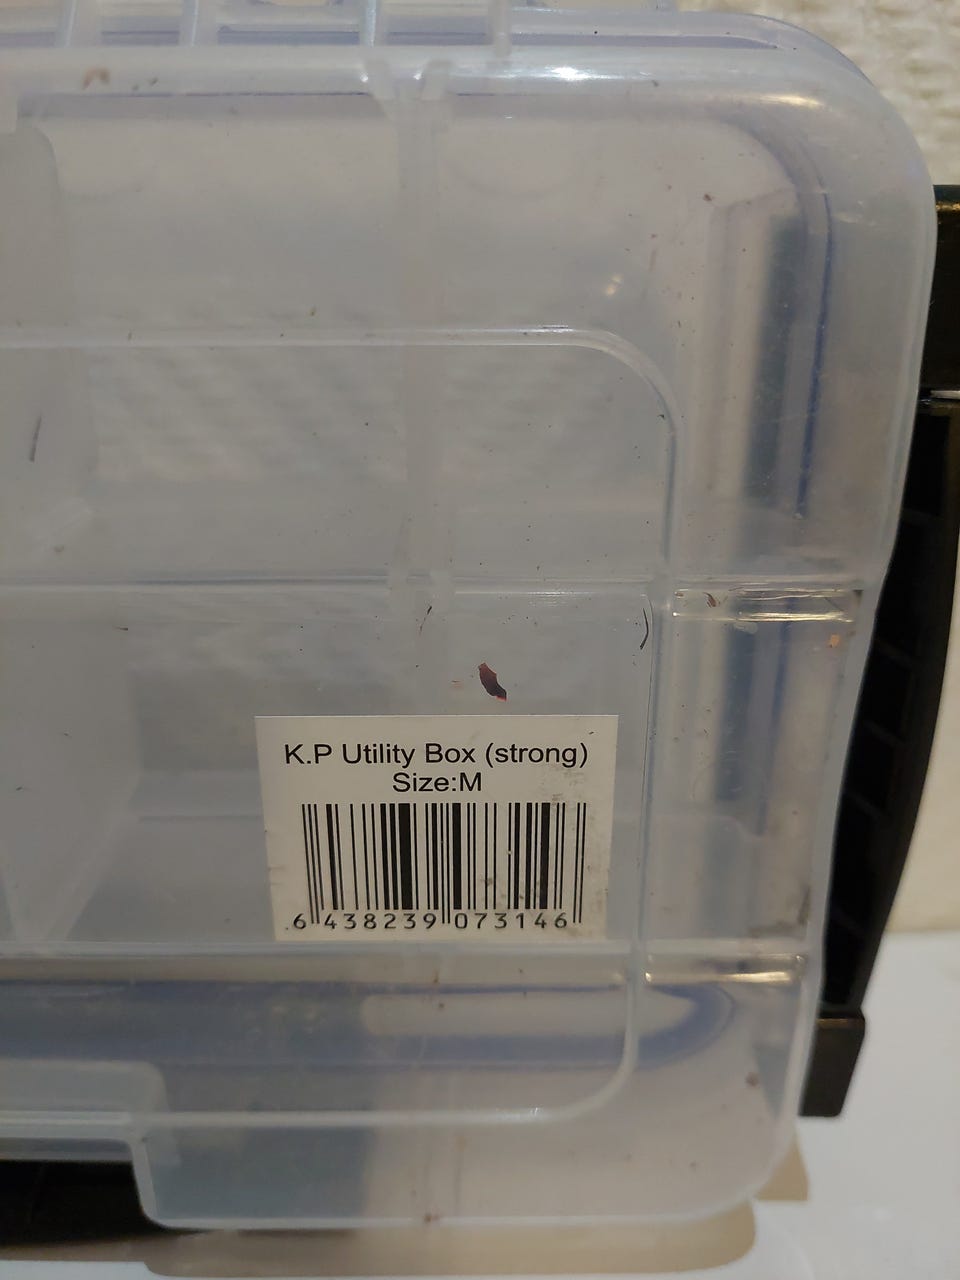 K.P Utility Box (strong)
Size:M
6 438239 073146